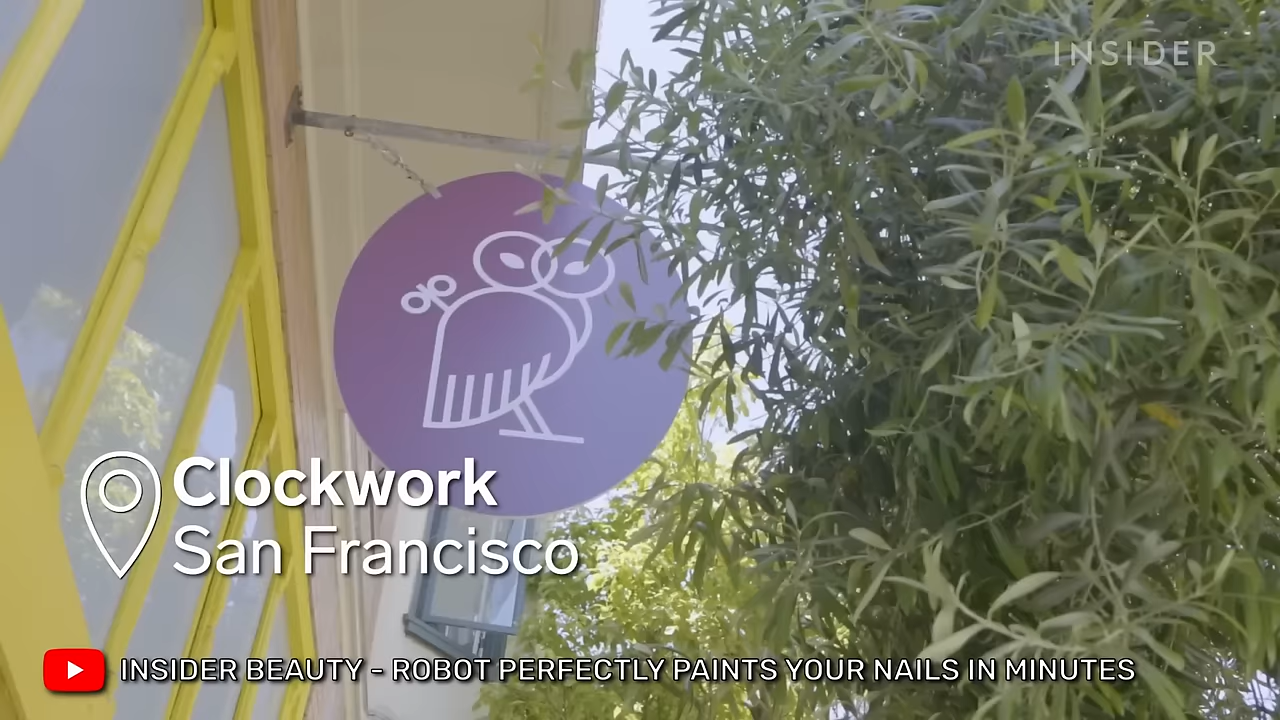 INSIDER
Clockwork
San Francisco
INSIDER BEAUTY - ROBOT PERFECTLY PAINTS YOUR NAILS IN MINUTES